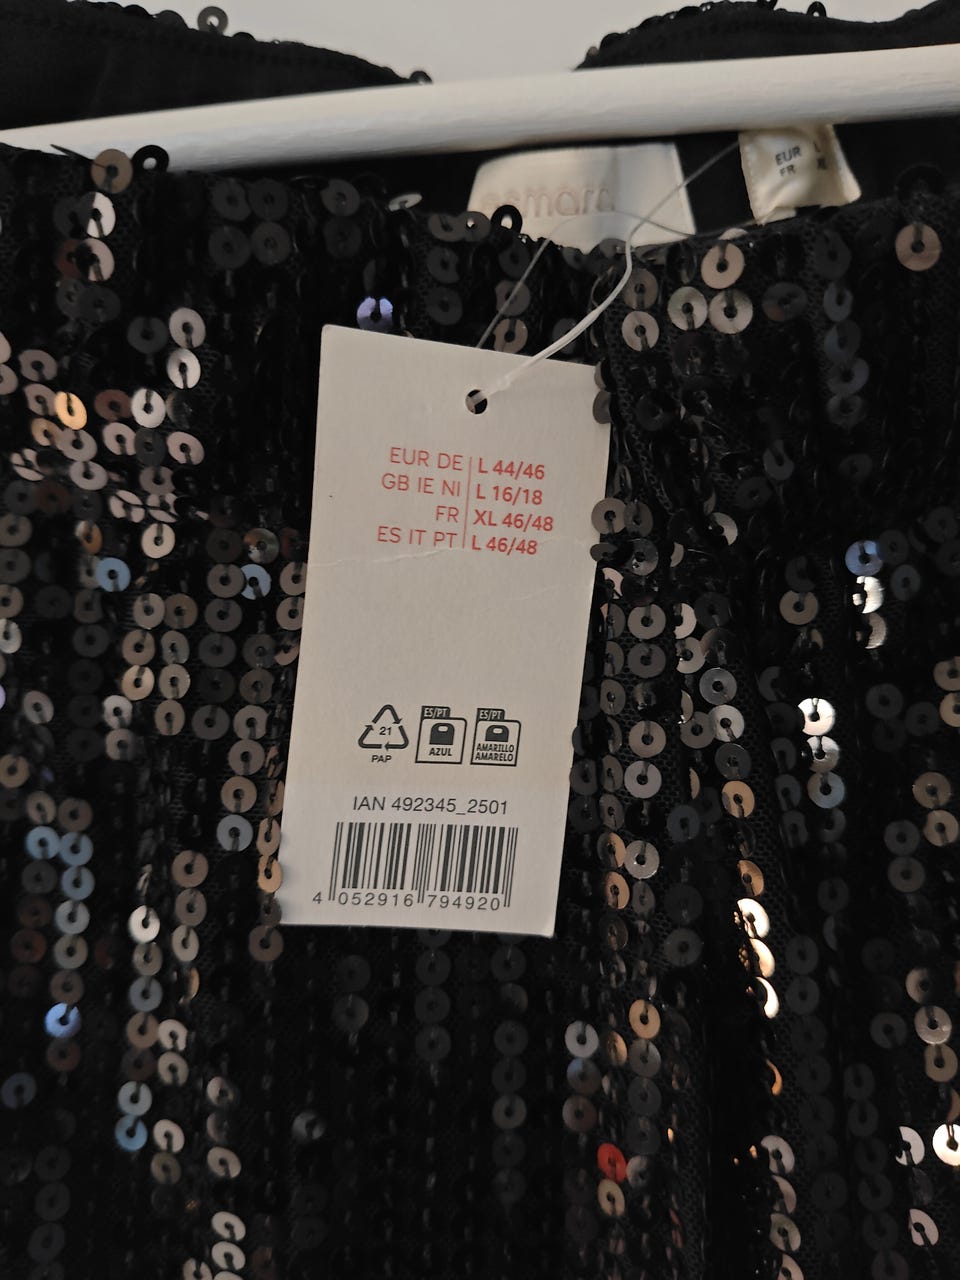 esmara
EUR L
FR XL
EUR DE L 44/46
GB IE NI L 16/18
FR XL 46/48
ES IT PT L 46/48
21
PAP
ES/PT
AZUL
ES/PT
AMARILLO
AMARELO
IAN 492345_2501
4 052916 794920